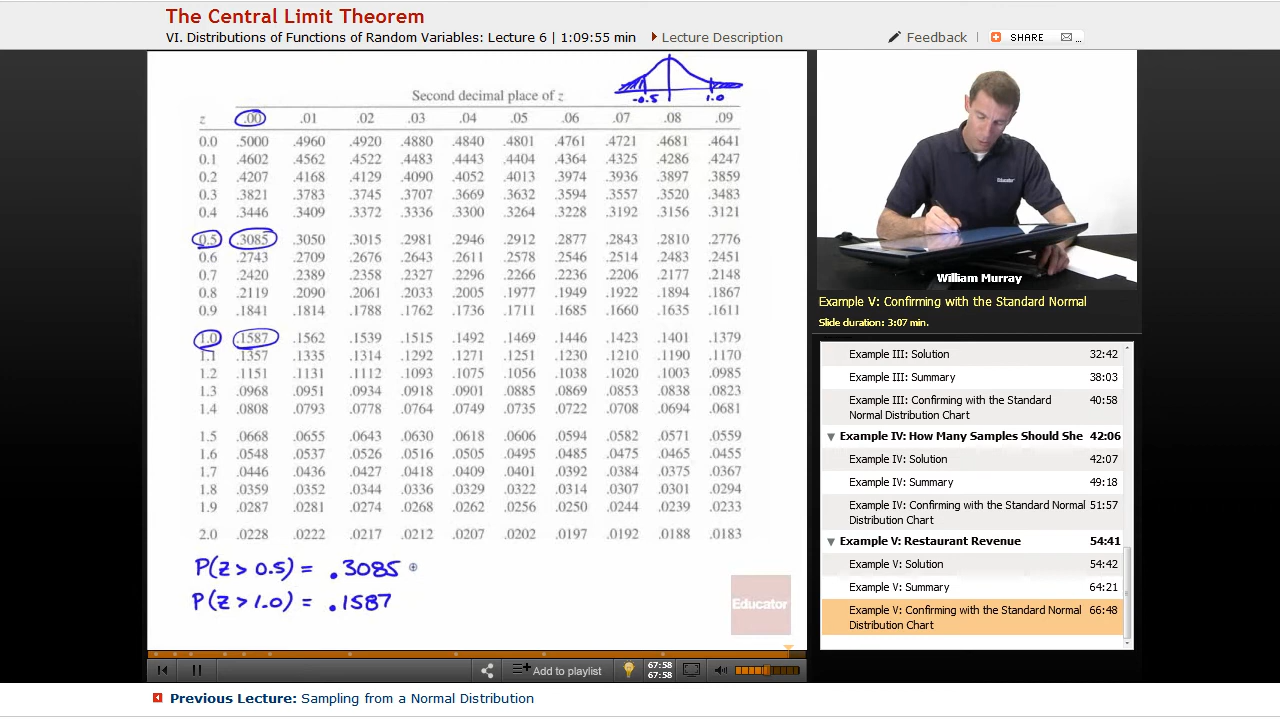 The Central Limit Theorem
VI. Distributions of Functions of Random Variables: Lecture 6 | 1:09:55 min Lecture Description
Feedback
SHARE
-0.5 1.0
Second decimal place of z
z .00 .01 .02 .03 .04 .05 .06 .07 .08 .09
0.0 .5000 .4960 .4920 .4880 .4840 .4801 .4761 .4721 .4681 .4641
0.1 .4602 .4562 .4522 .4483 .4443 .4404 .4364 .4325 .4286 .4247
0.2 .4207 .4168 .4129 .4090 .4052 .4013 .3974 .3936 .3897 .3859
0.3 .3821 .3783 .3745 .3707 .3669 .3632 .3594 .3557 .3520 .3483
0.4 .3446 .3409 .3372 .3336 .3300 .3264 .3228 .3192 .3156 .3121
0.5 .3085 .3050 .3015 .2981 .2946 .2912 .2877 .2843 .2810 .2776
0.6 .2743 .2709 .2676 .2643 .2611 .2578 .2546 .2514 .2483 .2451
0.7 .2420 .2389 .2358 .2327 .2296 .2266 .2236 .2206 .2177 .2148
0.8 .2119 .2090 .2061 .2033 .2005 .1977 .1949 .1922 .1894 .1867
0.9 .1841 .1814 .1788 .1762 .1736 .1711 .1685 .1660 .1635 .1611
1.0 .1587 .1562 .1539 .1515 .1492 .1469 .1446 .1423 .1401 .1379
1.1 .1357 .1335 .1314 .1292 .1271 .1251 .1230 .1210 .1190 .1170
1.2 .1151 .1131 .1112 .1093 .1075 .1056 .1038 .1020 .1003 .0985
1.3 .0968 .0951 .0934 .0918 .0901 .0885 .0869 .0853 .0838 .0823
1.4 .0808 .0793 .0778 .0764 .0749 .0735 .0722 .0708 .0694 .0681
1.5 .0668 .0655 .0643 .0630 .0618 .0606 .0594 .0582 .0571 .0559
1.6 .0548 .0537 .0526 .0516 .0505 .0495 .0485 .0475 .0465 .0455
1.7 .0446 .0436 .0427 .0418 .0409 .0401 .0392 .0384 .0375 .0367
1.8 .0359 .0352 .0344 .0336 .0329 .0322 .0314 .0307 .0301 .0294
1.9 .0287 .0281 .0274 .0268 .0262 .0256 .0250 .0244 .0239 .0233
2.0 .0228 .0222 .0217 .0212 .0207 .0202 .0197 .0192 .0188 .0183
P(Z > 0.5) = .3085
P(Z > 1.0) = .1587
Educator
Add to playlist
67:58
67:58
Educator
William Murray
Example V: Confirming with the Standard Normal
Slide duration: 3:07 min.
Example III: Solution 32:42
Example III: Summary 38:03
Example III: Confirming with the Standard 40:58
Normal Distribution Chart
Example IV: How Many Samples Should She 42:06
Example IV: Solution 42:07
Example IV: Summary 49:18
Example IV: Confirming with the Standard Normal 51:57
Distribution Chart
Example V: Restaurant Revenue 54:41
Example V: Solution 54:42
Example V: Summary 64:21
Example V: Confirming with the Standard Normal 66:48
Distribution Chart
Previous Lecture: Sampling from a Normal Distribution